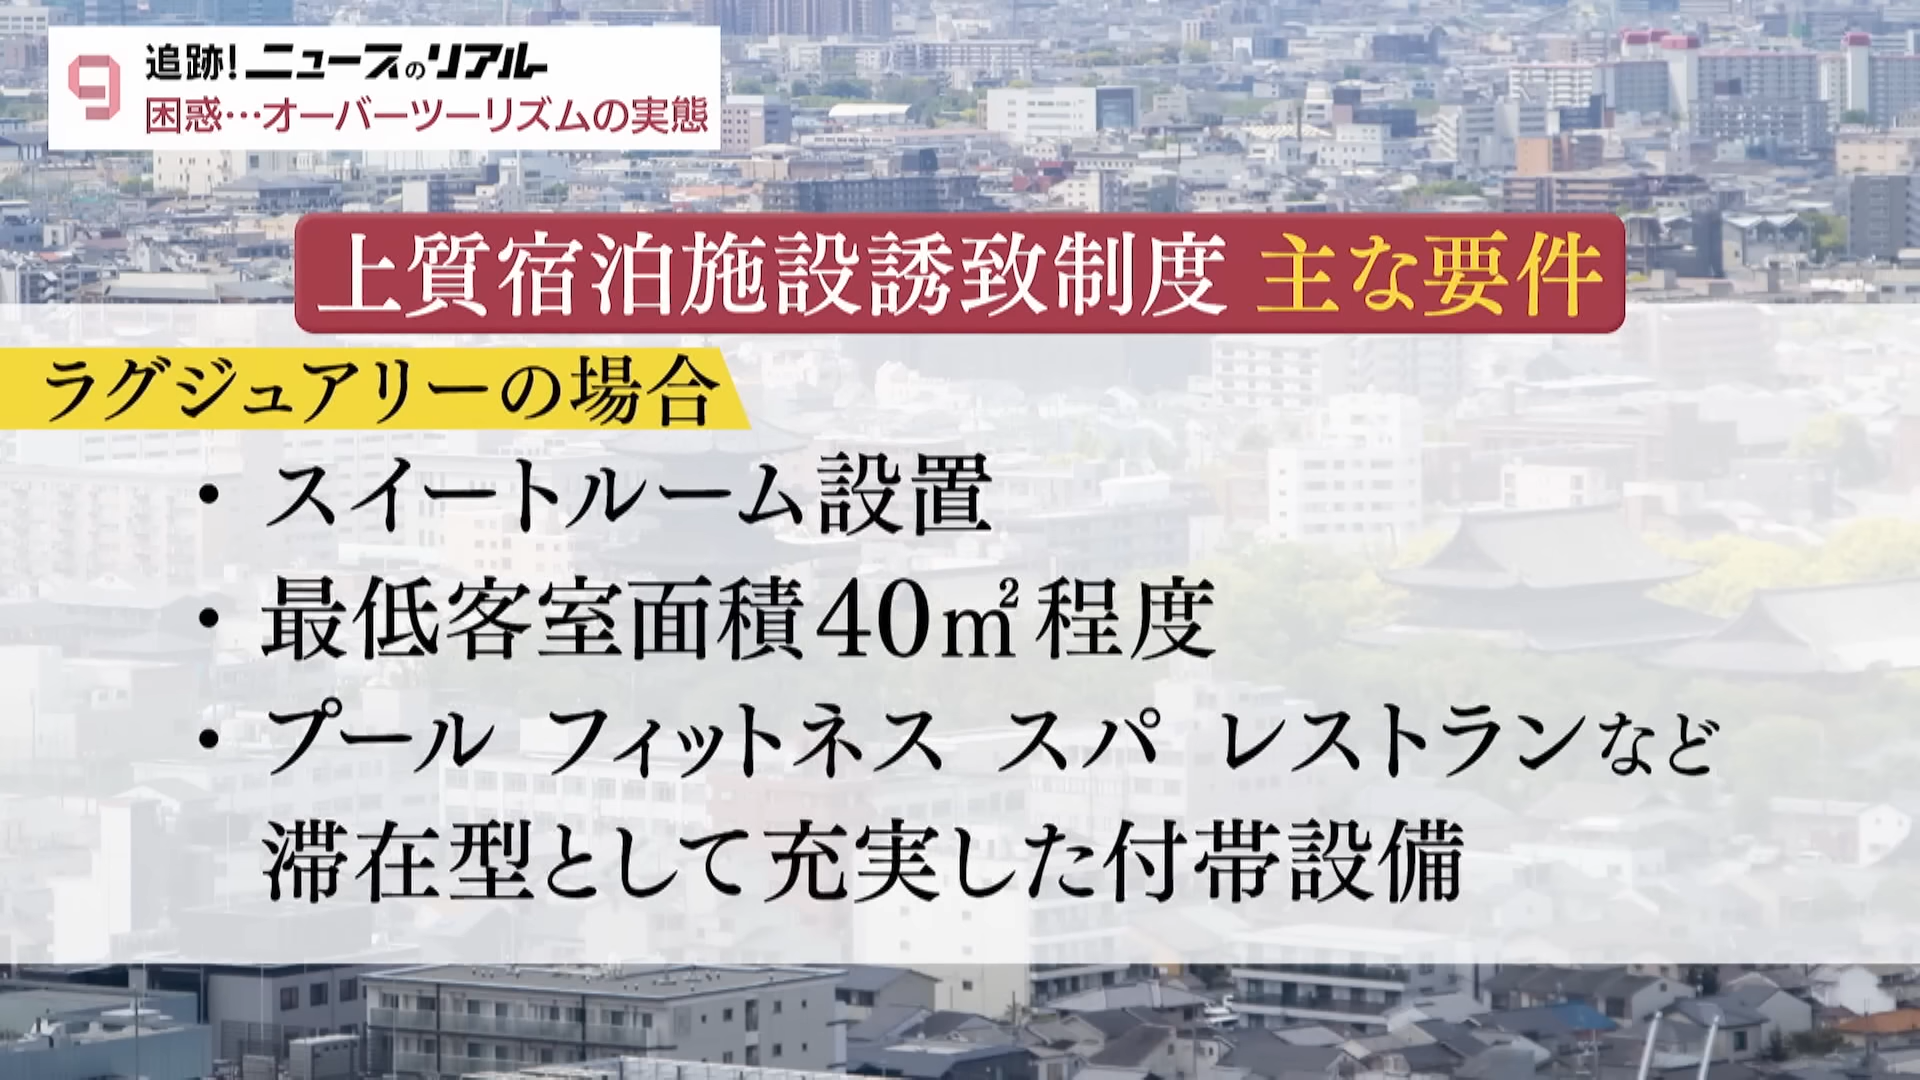 9
追跡!ニュースのリアル
困惑…オーバーツーリズムの実態
上質宿泊施設誘致制度 主な要件
ラグジュアリーの場合
・スイートルーム設置
・最低客室面積40㎡程度
・プール フィットネス スパ レストランなど
滞在型として充実した付帯設備